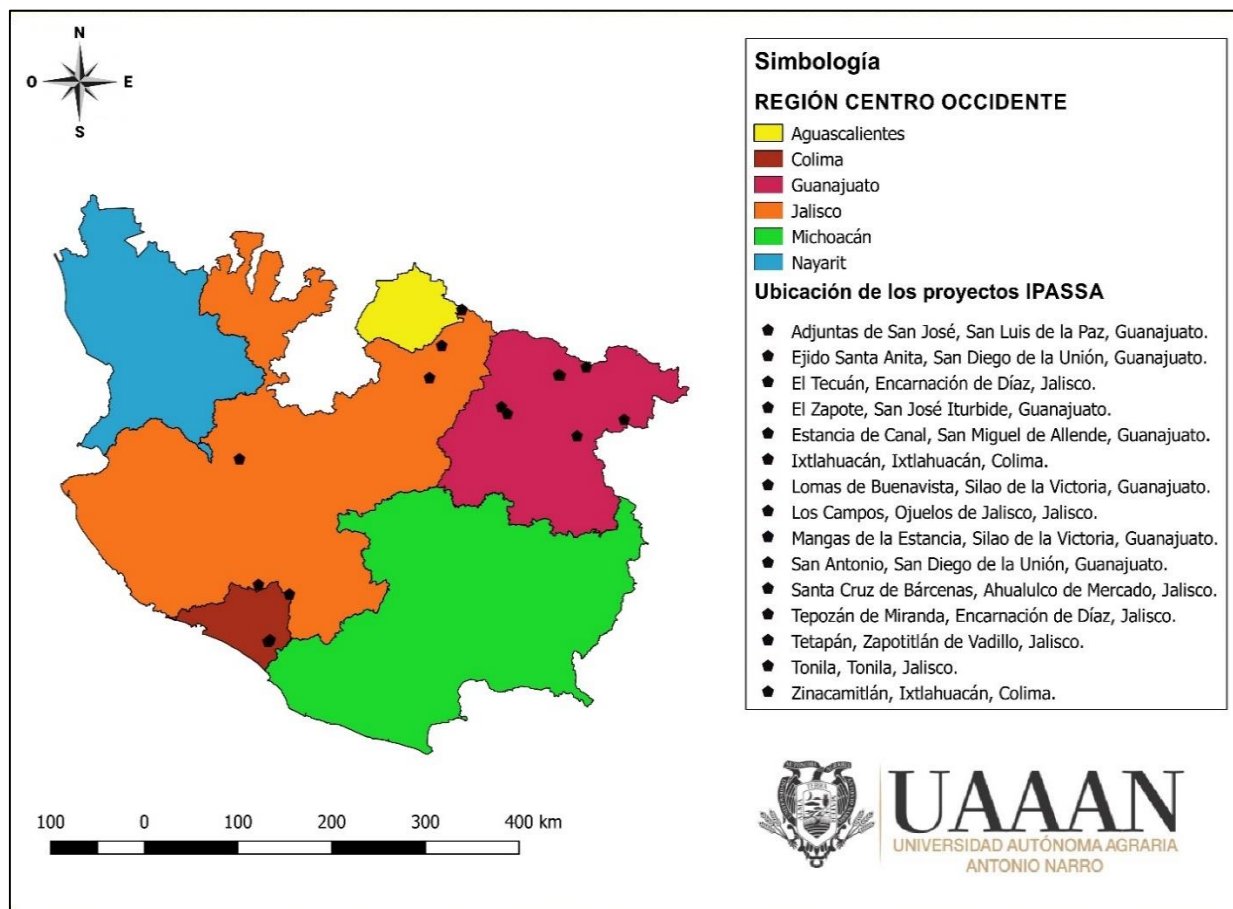 N
O E
S
Simbología
REGIÓN CENTRO OCCIDENTE
Aguascalientes
Colima
Guanajuato
Jalisco
Michoacán
Nayarit
Ubicación de los proyectos IPASSA
Adjuntas de San José, San Luis de la Paz, Guanajuato.
Ejido Santa Anita, San Diego de la Unión, Guanajuato.
El Tecuán, Encarnación de Díaz, Jalisco.
El Zapote, San José Iturbide, Guanajuato.
Estancia de Canal, San Miguel de Allende, Guanajuato.
Ixtlahuacán, Ixtlahuacán, Colima.
Lomas de Buenavista, Silao de la Victoria, Guanajuato.
Los Campos, Ojuelos de Jalisco, Jalisco.
Mangas de la Estancia, Silao de la Victoria, Guanajuato.
San Antonio, San Diego de la Unión, Guanajuato.
Santa Cruz de Bárcenas, Ahualulco de Mercado, Jalisco.
Tepozán de Miranda, Encarnación de Díaz, Jalisco.
Tetapán, Zapotitlán de Vadillo, Jalisco.
Tonila, Tonila, Jalisco.
Zinacamitlán, Ixtlahuacán, Colima.
100 0 100 200 300 400 km
UAAAN
UNIVERSIDAD AUTÓNOMA AGRARIA
ANTONIO NARRO